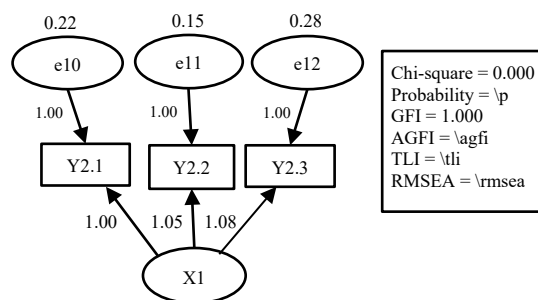 0.22 0.15 0.28
e10 e11 e12
1.00 1.00 1.00
Y2.1 Y2.2 Y2.3
1.00 1.05 1.08
X1
Chi-square = 0.000
Probability = \p
GFI = 1.000
AGFI = \agfi
TLI = \tli
RMSEA = \rmsea